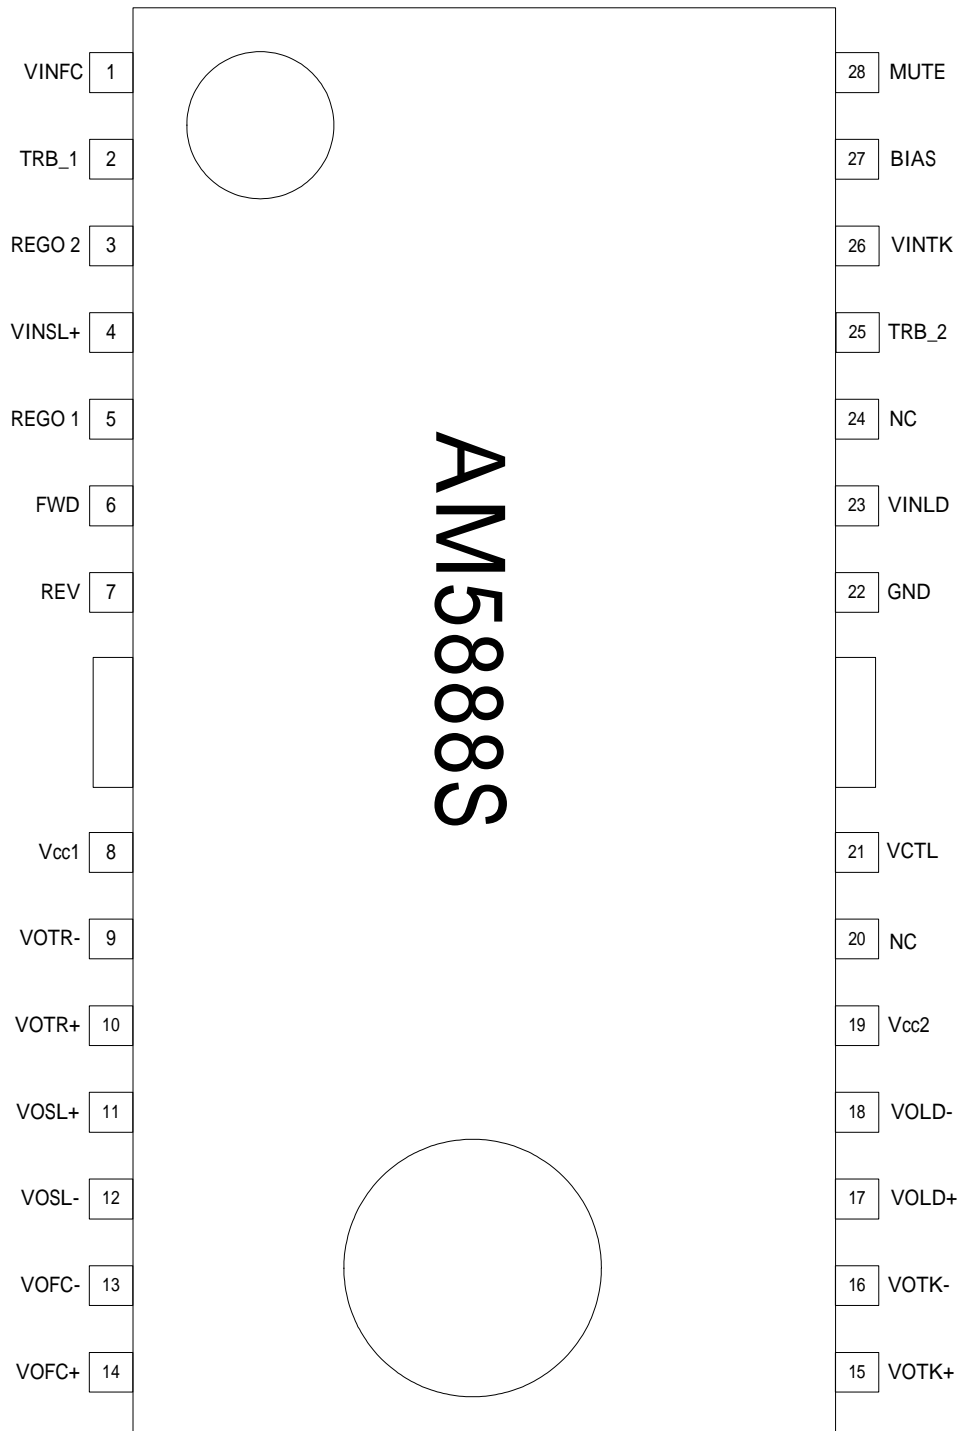 VINFC 1
28 MUTE
TRB_1 2
27 BIAS
REGO 2 3
26 VINTK
VINSL+ 4
25 TRB_2
REGO 1 5
24 NC
FWD 6
23 VINLD
REV 7
22 GND
AM5888S
Vcc1 8
21 VCTL
VOTR- 9
20 NC
VOTR+ 10
19 Vcc2
VOSL+ 11
18 VOLD-
VOSL- 12
17 VOLD+
VOFC- 13
16 VOTK-
VOFC+ 14
15 VOTK+